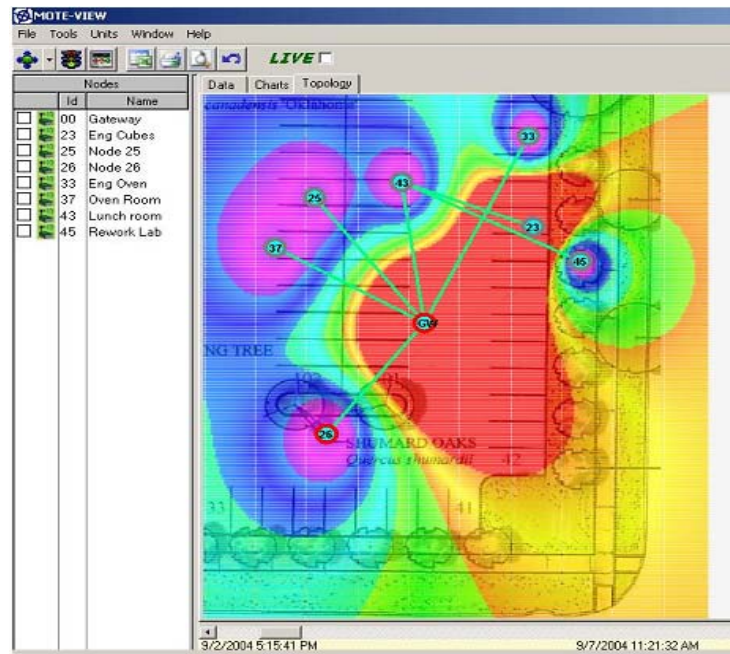 MOTE-VIEW
File Tools Units Window Help
LIVE
Nodes
Id Name
00 Gateway
23 Eng Cubes
25 Node 25
26 Node 26
33 Eng Oven
37 Oven Room
43 Lunch room
45 Rework Lab
Data Charts Topology
canadensis "Oklahoma"
33
43
25
23
37
45
GW
NG TREE
26
SHUMARD OAKS
Quercus shumardii
42
33
41
9/2/2004 5:15:41 PM 9/7/2004 11:21:32 AM